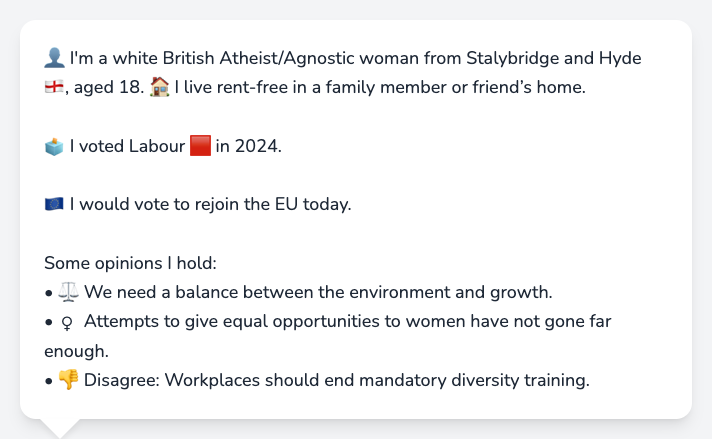 👤 I'm a white British Atheist/Agnostic woman from Stalybridge and Hyde
🏴󠁧󠁢󠁥󠁮󠁧󠁿, aged 18. 🏠 I live rent-free in a family member or friend’s home.
🗳️ I voted Labour 🟥 in 2024.
🇪🇺 I would vote to rejoin the EU today.
Some opinions I hold:
• ⚖️ We need a balance between the environment and growth.
• ♀ Attempts to give equal opportunities to women have not gone far
enough.
• 👎 Disagree: Workplaces should end mandatory diversity training.